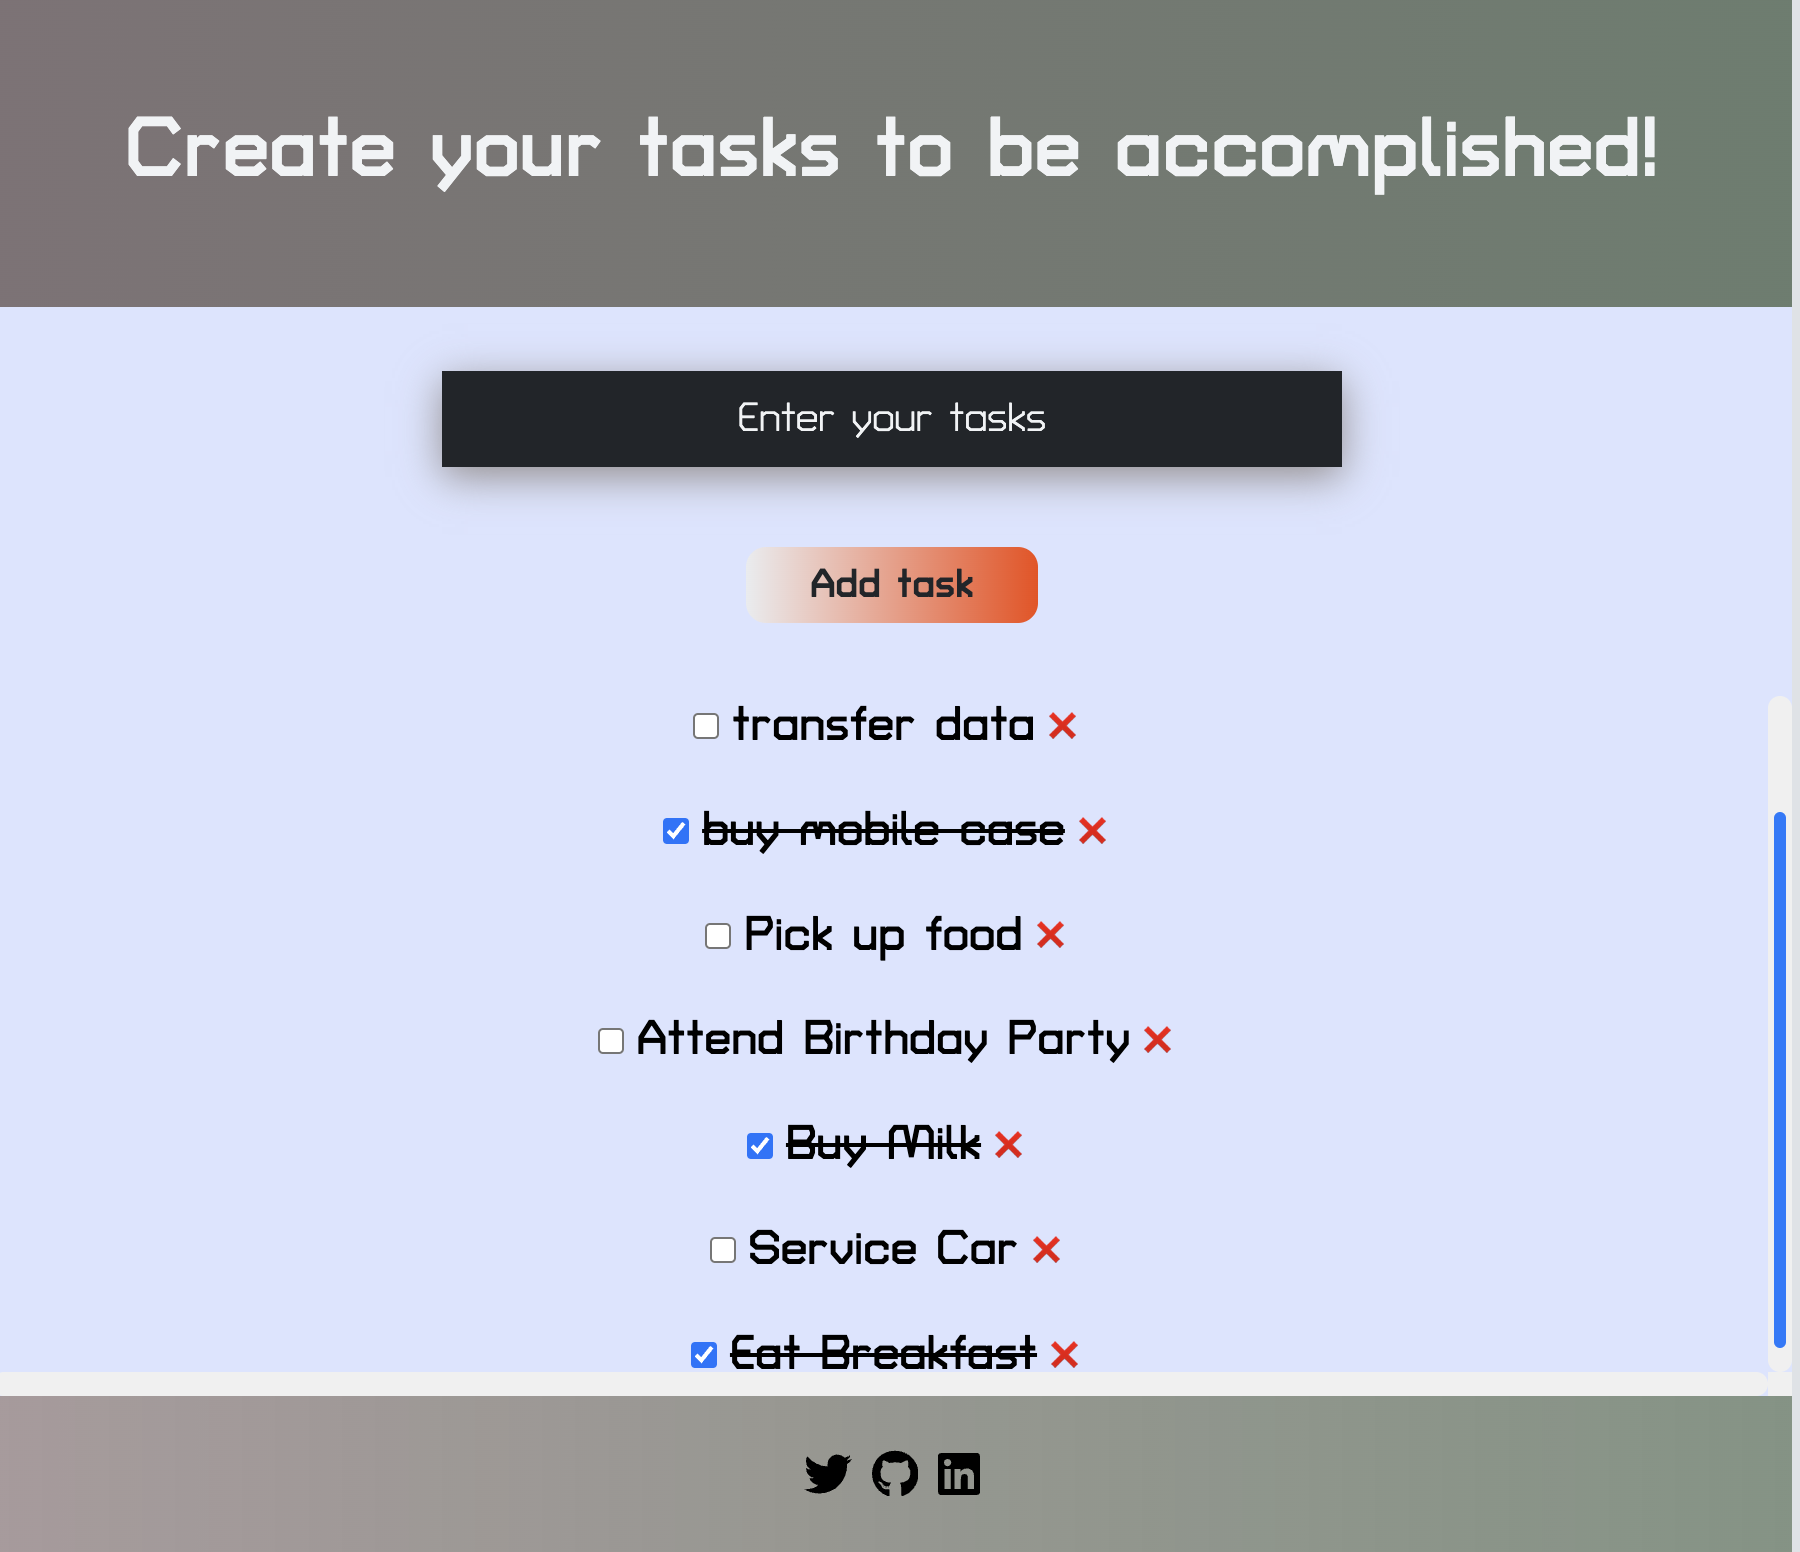 Create your tasks to be accomplished!
Enter your tasks
Add task
transfer data
buy mobile case
Pick up food
Attend Birthday Party
Buy Milk
Service Car
Eat Breakfast